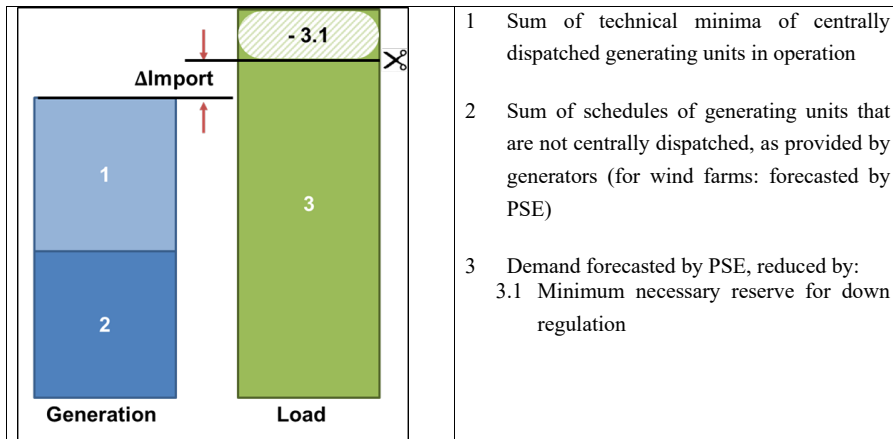 - 3.1
ΔImport
1
3
2
Generation
Load
1 Sum of technical minima of centrally
dispatched generating units in operation
2 Sum of schedules of generating units that
are not centrally dispatched, as provided by
generators (for wind farms: forecasted by
PSE)
3 Demand forecasted by PSE, reduced by:
3.1 Minimum necessary reserve for down
regulation